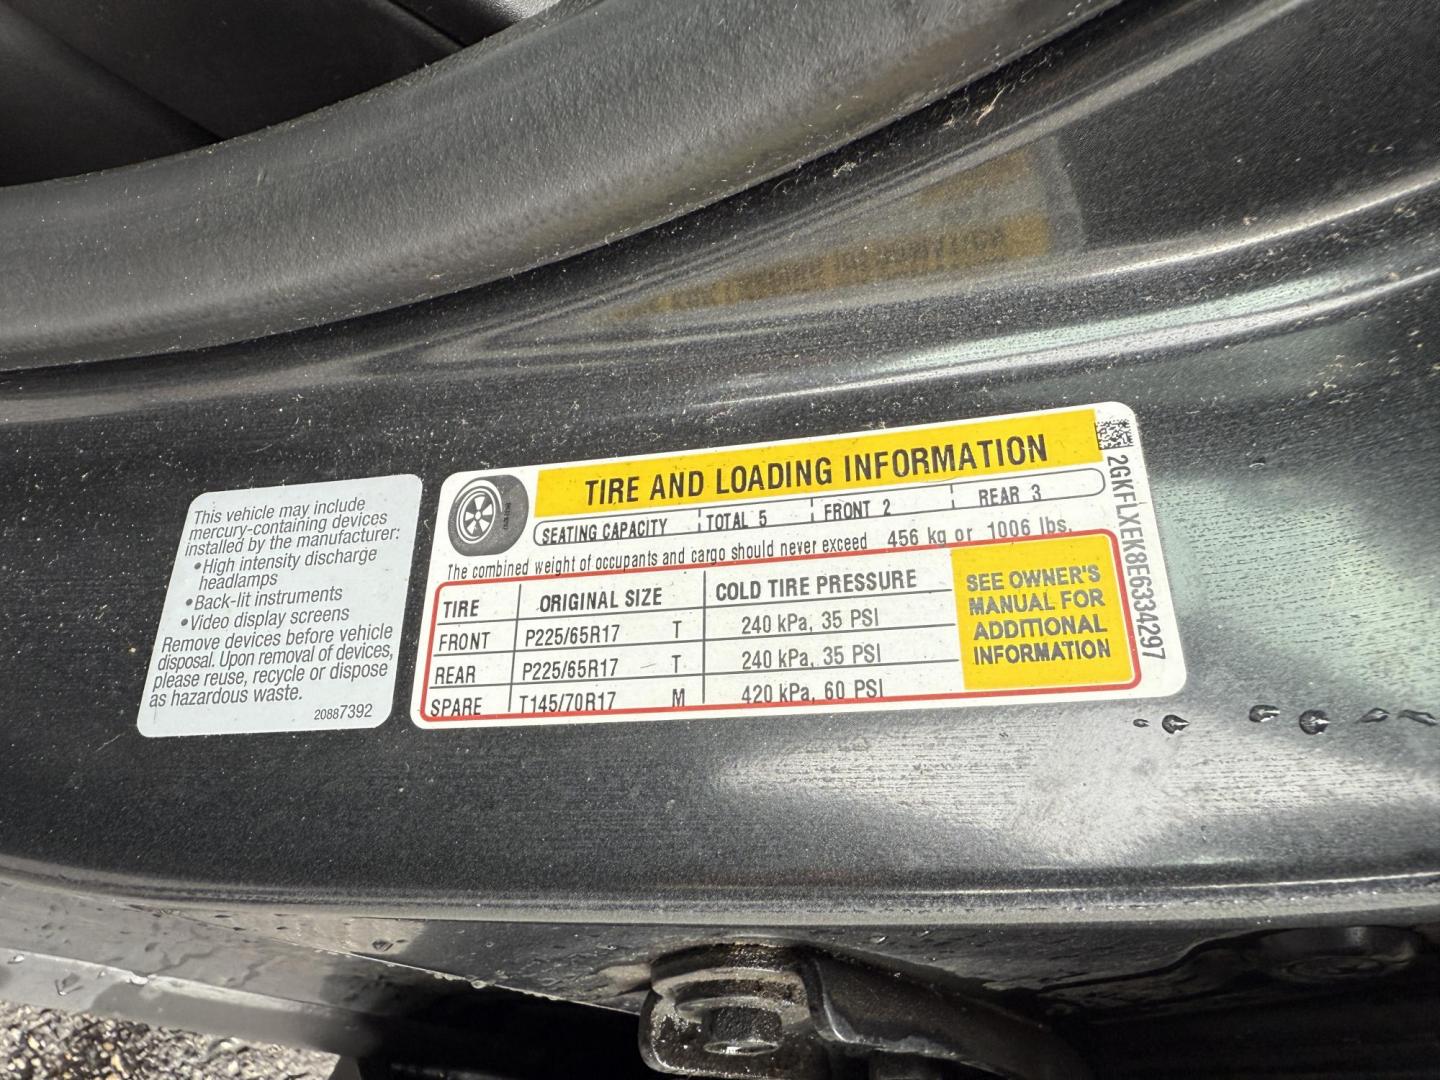 This vehicle may include
mercury-containing devices
installed by the manufacturer:
•High intensity discharge
headlamps
•Back-lit instruments
•Video display screens
Remove devices before vehicle
disposal. Upon removal of devices,
please reuse, recycle or dispose
as hazardous waste.
20887392
TIRE AND LOADING INFORMATION
SEATING CAPACITY TOTAL 5 FRONT 2 REAR 3
The combined weight of occupants and cargo should never exceed 456 kg or 1006 lbs.
TIRE ORIGINAL SIZE COLD TIRE PRESSURE
FRONT P225/65R17 T 240 kPa, 35 PSI
REAR P225/65R17 T 240 kPa, 35 PSI
SPARE T145/70R17 M 420 kPa, 60 PSI
SEE OWNER'S
MANUAL FOR
ADDITIONAL
INFORMATION
2GKFLXEK8E6334297